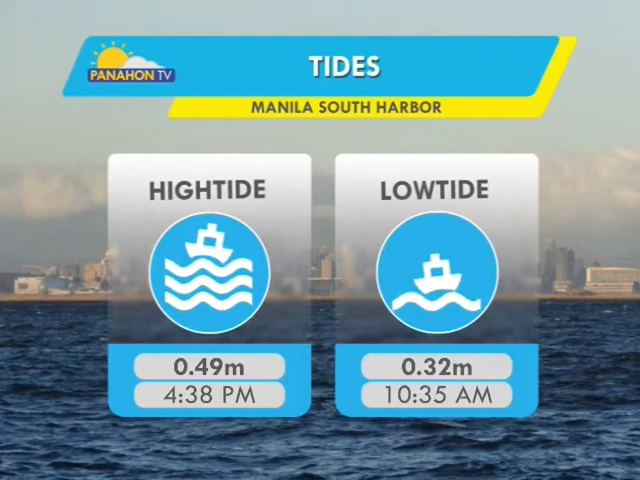 PANAHON TV
TIDES
MANILA SOUTH HARBOR
HIGHTIDE
LOWTIDE
0.49m
4:38 PM
0.32m
10:35 AM